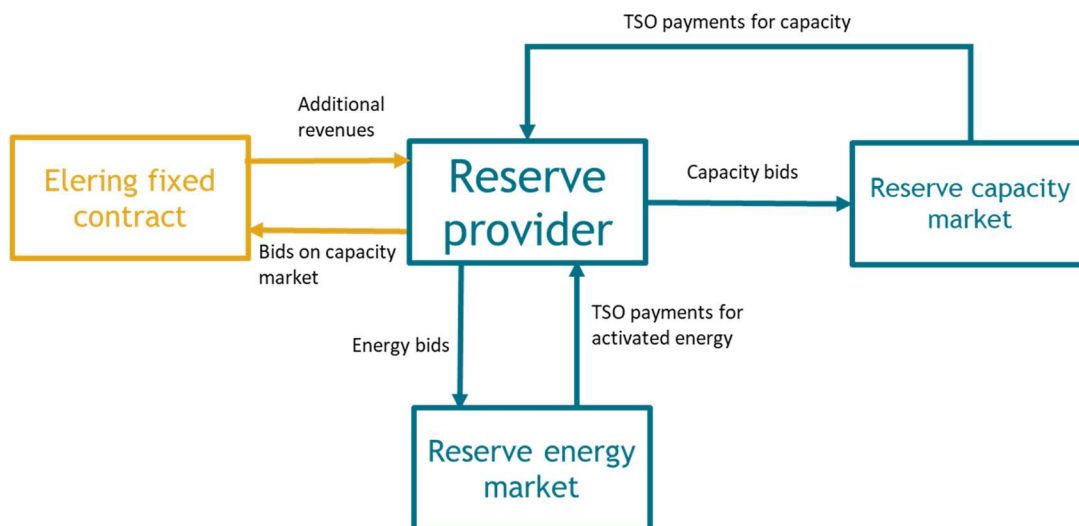 TSO payments for capacity
Additional
revenues
Elering fixed
contract
Reserve
provider
Capacity bids
Reserve capacity
market
Bids on capacity
market
Energy bids
TSO payments for
activated energy
Reserve energy
market